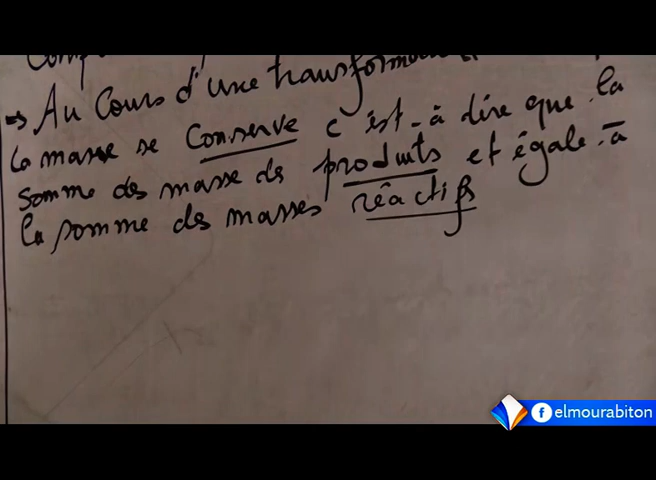 ⇒ Au Cours d'une transformation
la masse se Conserve c'est-à dire que la
somme des masse des produits et égale à
la somme des masses réactifs
elmourabiton